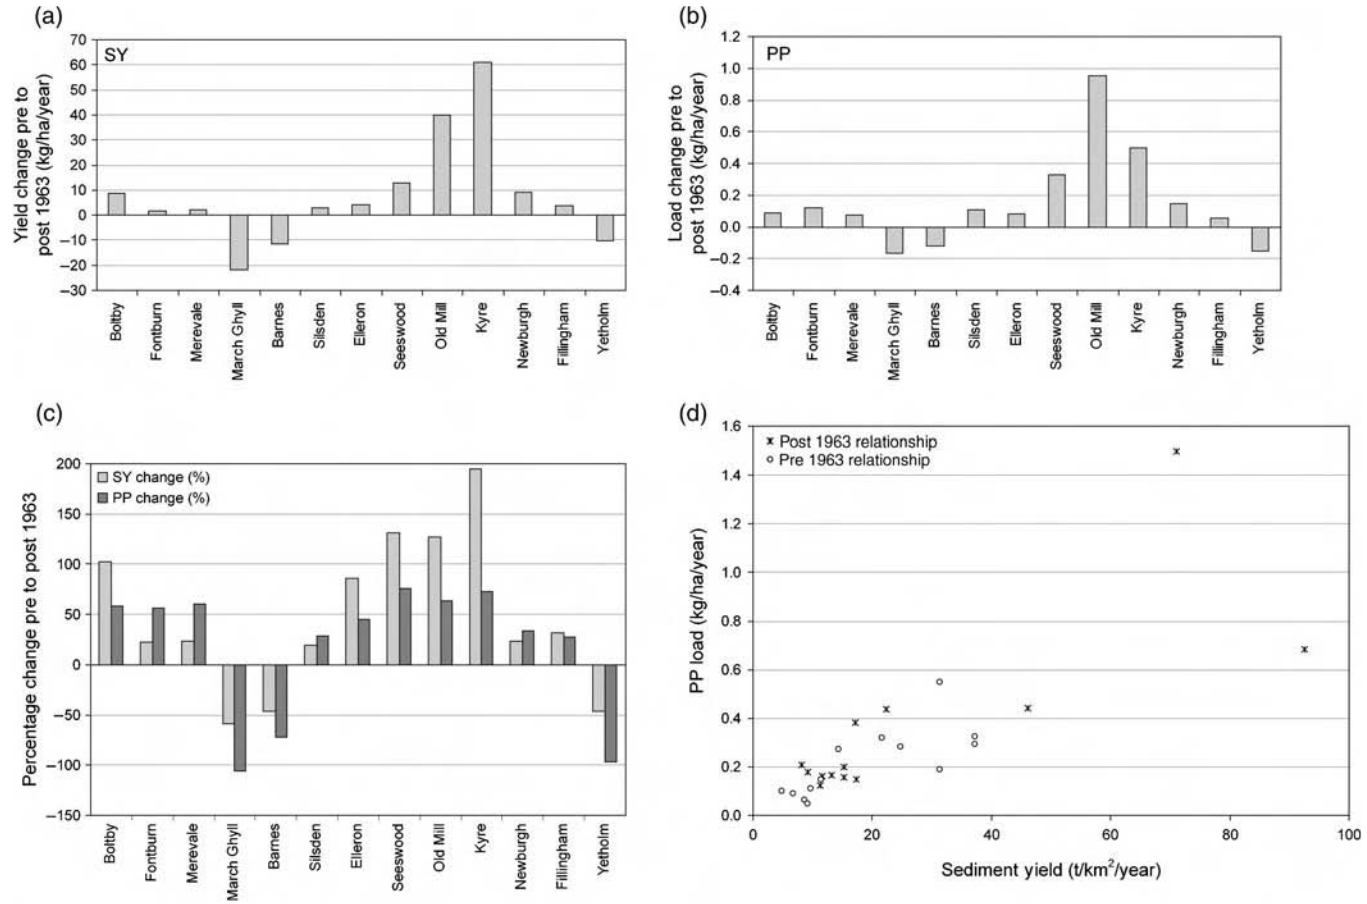 (a)
SY
Yield change pre to
post 1963 (kg/ha/year)
70
60
50
40
30
20
10
0
–10
–20
–30
Boltby
Fontburn
Merevale
March Ghyll
Barnes
Silsden
Elleron
Seeswood
Old Mill
Kyre
Newburgh
Fillingham
Yetholm
(b)
PP
Load change pre to
post 1963 (kg/ha/year)
1.2
1.0
0.8
0.6
0.4
0.2
0.0
–0.2
–0.4
Boltby
Fontburn
Merevale
March Ghyll
Barnes
Silsden
Elleron
Seeswood
Old Mill
Kyre
Newburgh
Fillingham
Yetholm
(c)
SY change (%)
PP change (%)
Percentage change pre to post 1963
200
150
100
50
0
–50
–100
–150
Boltby
Fontburn
Merevale
March Ghyll
Barnes
Silsden
Elleron
Seeswood
Old Mill
Kyre
Newburgh
Fillingham
Yetholm
(d)
Post 1963 relationship
Pre 1963 relationship
PP load (kg/ha/year)
1.6
1.4
1.2
1.0
0.8
0.6
0.4
0.2
0.0
0 20 40 60 80 100
Sediment yield (t/km²/year)